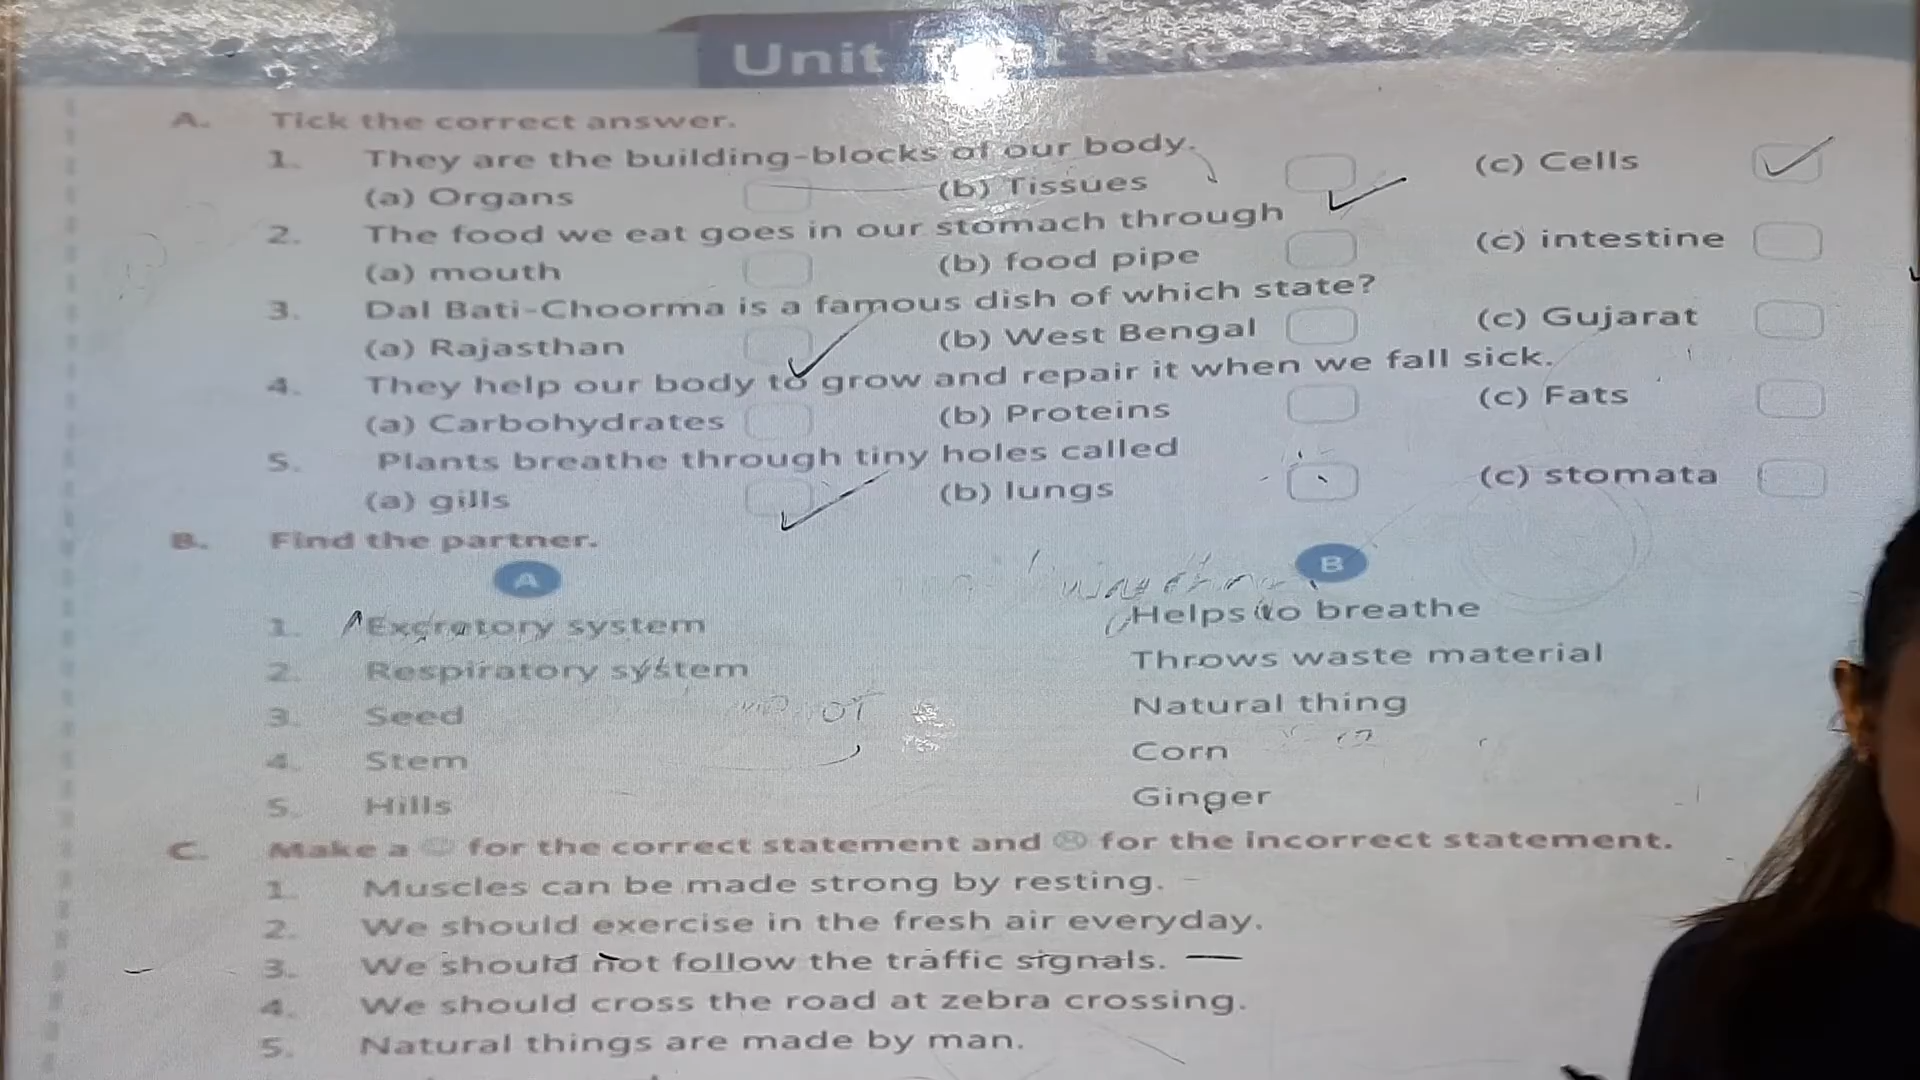 Unit
A. Tick the correct answer.
1. They are the building-blocks of our body.
(a) Organs (b) Tissues (c) Cells
2. The food we eat goes in our stomach through
(a) mouth (b) food pipe (c) intestine
3. Dal Bati-Choorma is a famous dish of which state?
(a) Rajasthan (b) West Bengal (c) Gujarat
4. They help our body to grow and repair it when we fall sick.
(a) Carbohydrates (b) Proteins (c) Fats
5. Plants breathe through tiny holes called
(a) gills (b) lungs (c) stomata
B. Find the partner.
A B
1. Excretory system Helps to breathe
2. Respiratory system Throws waste material
3. Seed Natural thing
4. Stem Corn
5. Hills Ginger
C. Make a for the correct statement and for the incorrect statement.
1. Muscles can be made strong by resting.
2. We should exercise in the fresh air everyday.
3. We should not follow the traffic signals.
4. We should cross the road at zebra crossing.
5. Natural things are made by man.